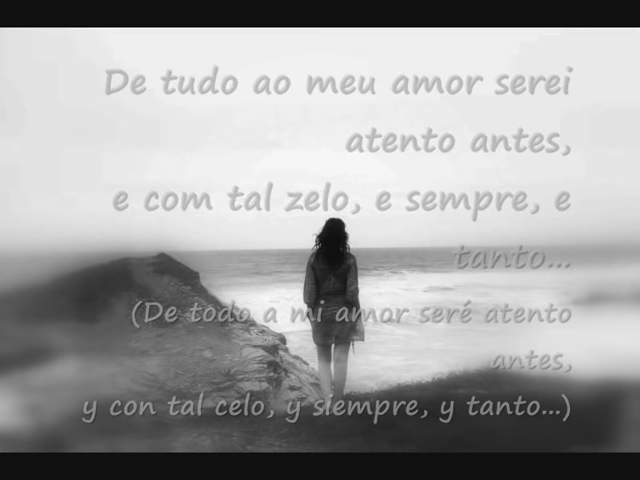 De tudo ao meu amor serei
atento antes,
e com tal zelo, e sempre, e
tanto...
(De todo a mi amor seré atento
antes,
y con tal celo, y siempre, y tanto...)